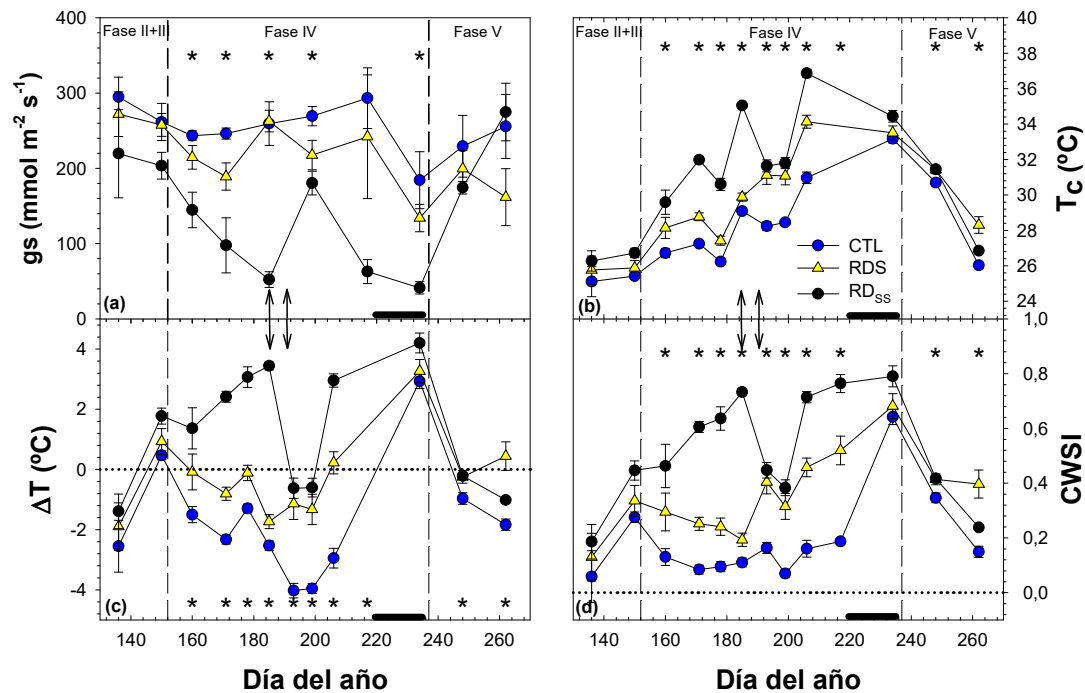 400
300
200
100
0
gs (mmol m⁻² s⁻¹)
Fase II+III
Fase IV
Fase V
* * * * *
(a)
Fase II+III
Fase IV
Fase V
* * * * * * * * * *
CTL
RDS
RD_SS
(b)
40
38
36
34
32
30
28
26
24
T_C (ºC)
4
2
0
-2
-4
ΔT (ºC)
(c)
* * * * * * * * * *
* * * * * * * * * *
(d)
1,0
0,8
0,6
0,4
0,2
0,0
CWSI
140 160 180 200 220 240 260
140 160 180 200 220 240 260
Día del año
Día del año